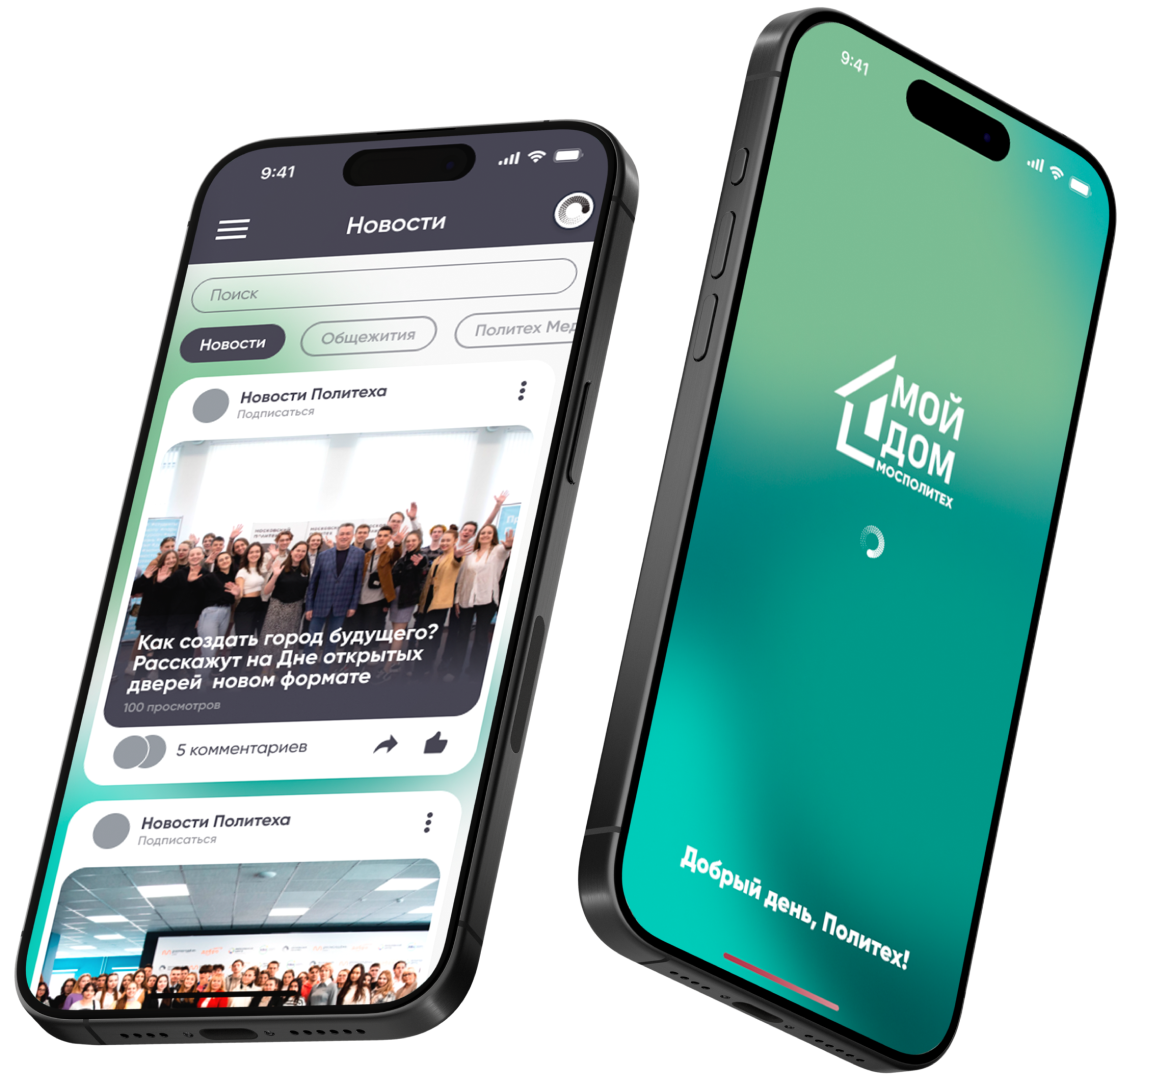 9:41
Новости
Поиск
Новости
Общежития
Политех Мед
Новости Политеха
Подписаться
Как создать город будущего?
Расскажут на Дне открытых
дверей  новом формате
100 просмотров
5 комментариев
Новости Политеха
Подписаться
9:41
МОЙ
ДОМ
МОСПОЛИТЕХ
Добрый день, Политех!